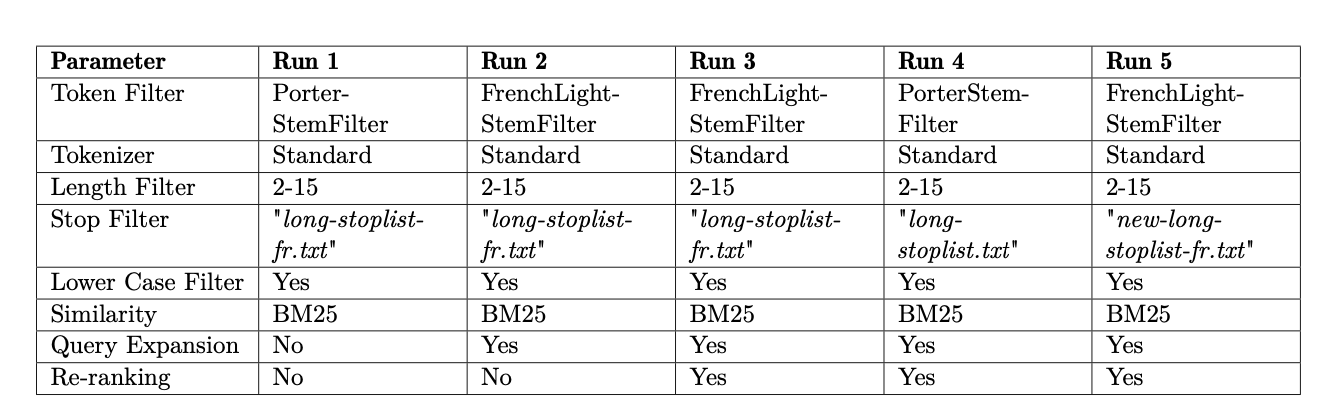 Parameter Run 1 Run 2 Run 3 Run 4 Run 5
Token Filter Porter- FrenchLight- FrenchLight- PorterStem- FrenchLight-
StemFilter StemFilter StemFilter Filter StemFilter
Tokenizer Standard Standard Standard Standard Standard
Length Filter 2-15 2-15 2-15 2-15 2-15
Stop Filter "long-stoplist- "long-stoplist- "long-stoplist- "long- "new-long-
fr.txt" fr.txt" fr.txt" stoplist.txt" stoplist-fr.txt"
Lower Case Filter Yes Yes Yes Yes Yes
Similarity BM25 BM25 BM25 BM25 BM25
Query Expansion No Yes Yes Yes Yes
Re-ranking No No Yes Yes Yes